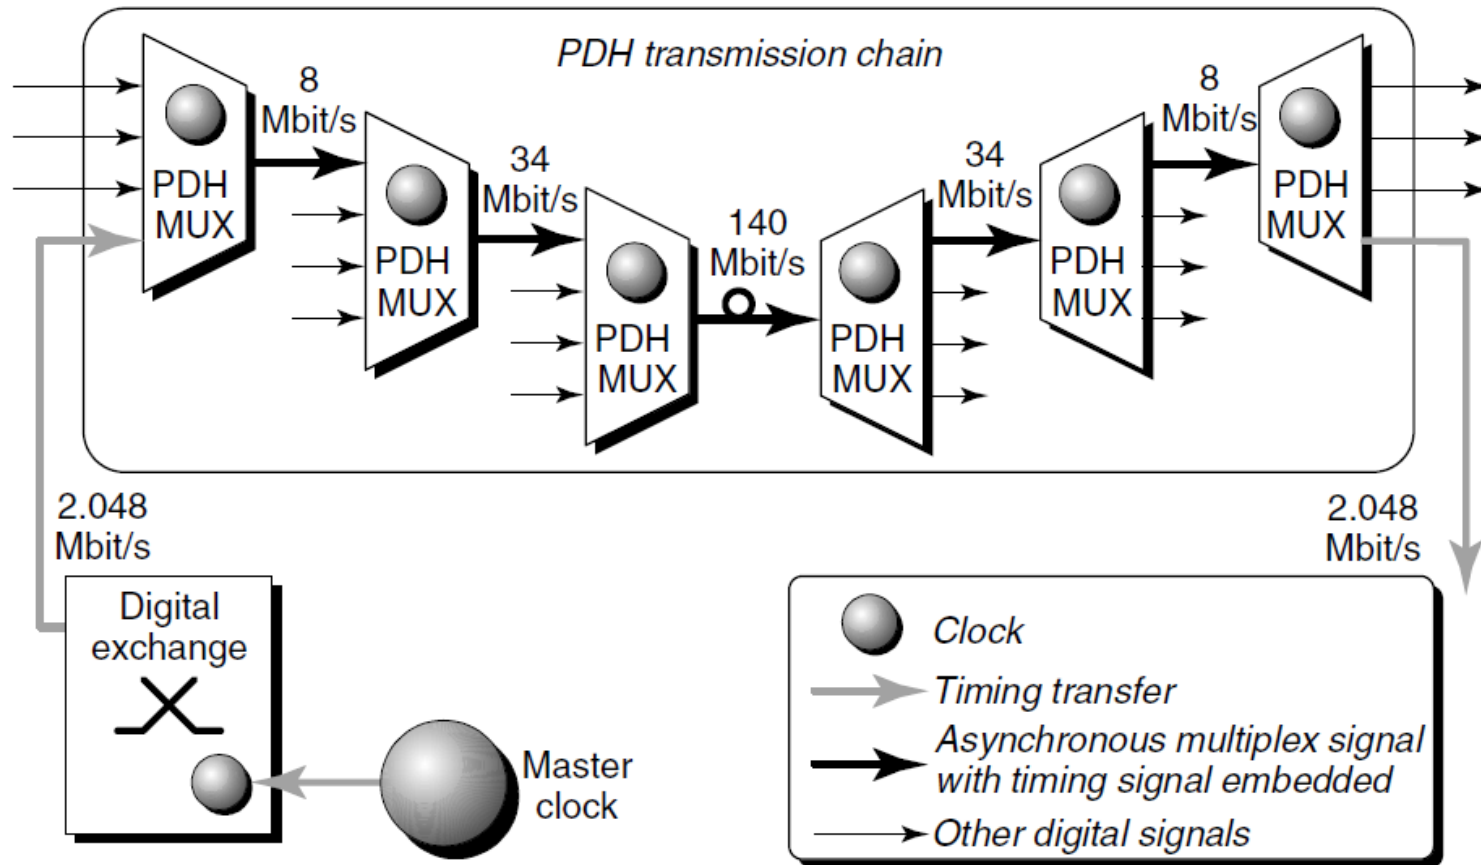 PDH transmission chain
8
Mbit/s
34
Mbit/s
140
Mbit/s
34
Mbit/s
8
Mbit/s
PDH
MUX
PDH
MUX
PDH
MUX
PDH
MUX
PDH
MUX
PDH
MUX
2.048
Mbit/s
2.048
Mbit/s
Digital
exchange
Master
clock
Clock
Timing transfer
Asynchronous multiplex signal
with timing signal embedded
Other digital signals